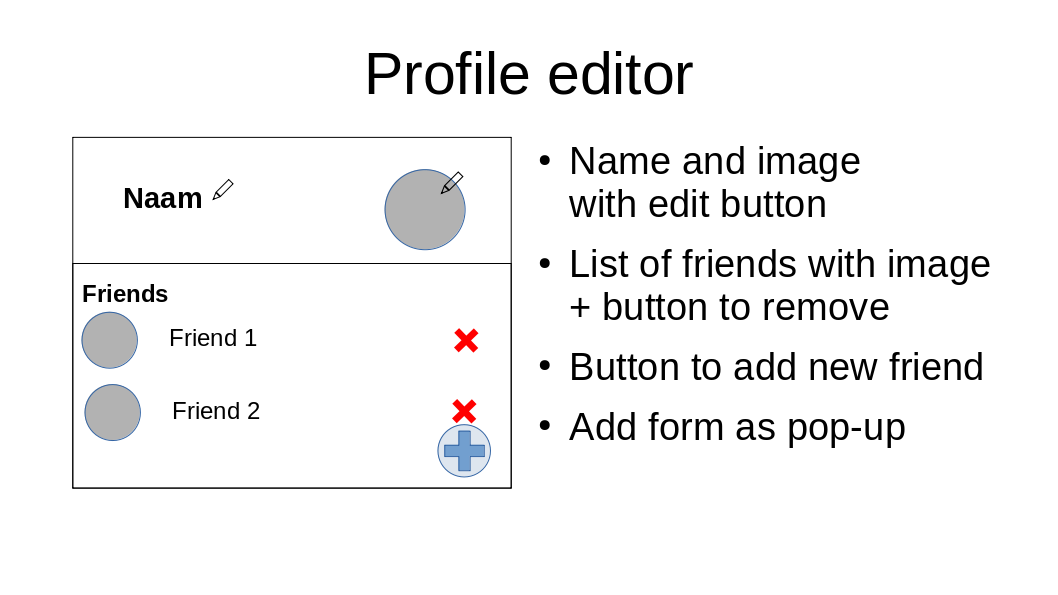 Profile editor
Naam
Friends
Friend 1
Friend 2
• Name and image
with edit button
• List of friends with image
+ button to remove
• Button to add new friend
• Add form as pop-up